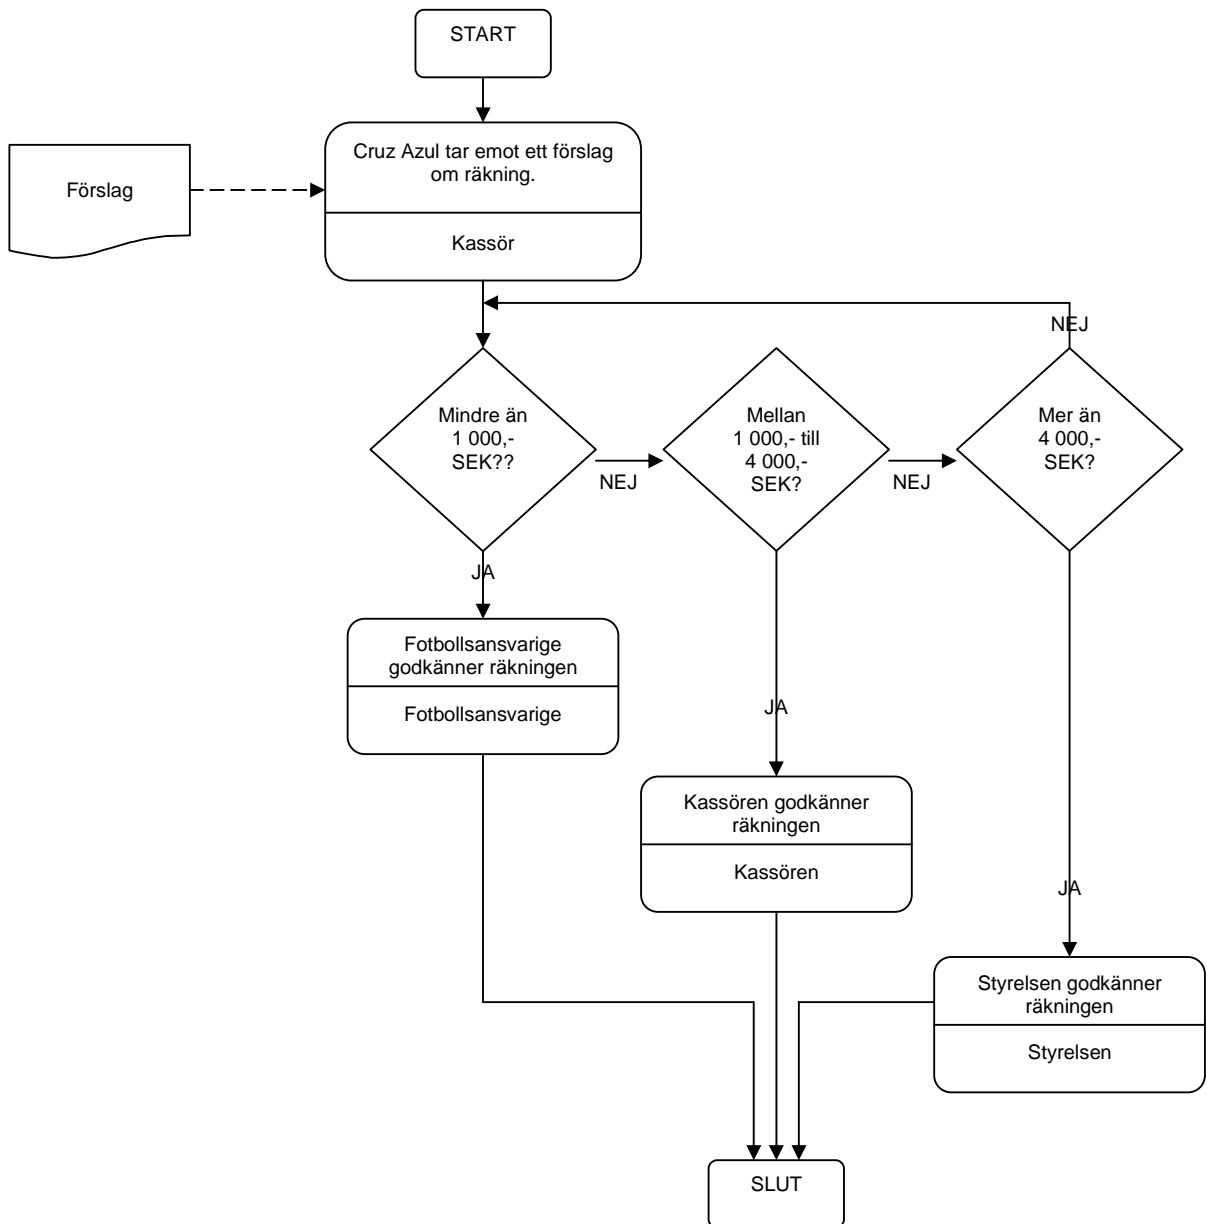 START
Cruz Azul tar emot ett förslag
om räkning.
Förslag
Kassör
NEJ
Mindre än
1 000,-
SEK??
Mellan
1 000,- till
4 000,-
SEK?
Mer än
4 000,-
SEK?
NEJ
NEJ
JA
Fotbollsansvarige
godkänner räkningen
Fotbollsansvarige
JA
Kassören godkänner
räkningen
Kassören
JA
Styrelsen godkänner
räkningen
Styrelsen
SLUT